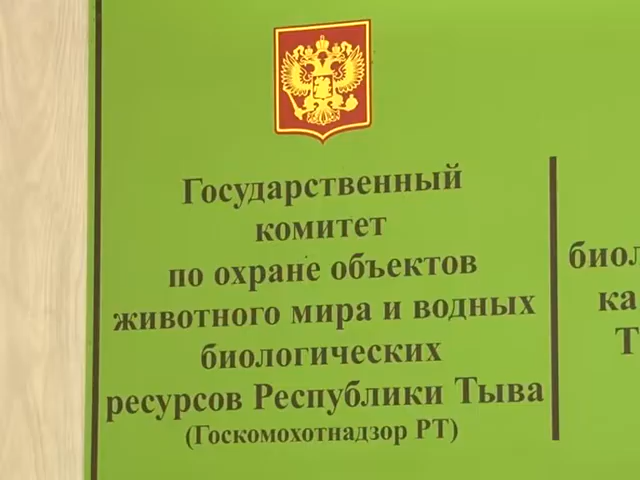 Государственный
комитет
по охране объектов
животного мира и водных
биологических
ресурсов Республики Тыва
(Госкомохотнадзор РТ)